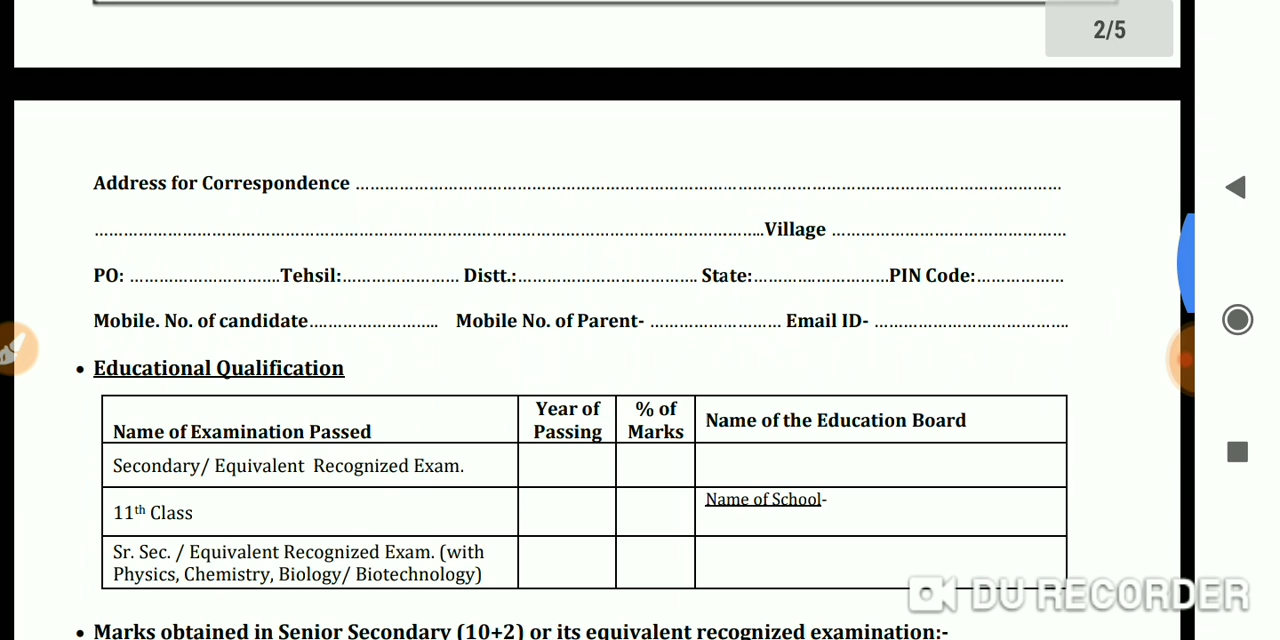 2/5
Address for Correspondence ................................................................................................................
................................................................................................................Village ........................................
PO: ............................Tehsil:...................... Distt.:................................. State:..........................PIN Code:..................
Mobile. No. of candidate......................... Mobile No. of Parent- ......................... Email ID- .....................................
• Educational Qualification
Name of Examination Passed Year of Passing % of Marks Name of the Education Board
Secondary/ Equivalent Recognized Exam.
11th Class Name of School-
Sr. Sec. / Equivalent Recognized Exam. (with
Physics, Chemistry, Biology/ Biotechnology)
DU RECORDER
• Marks obtained in Senior Secondary (10+2) or its equivalent recognized examination:-